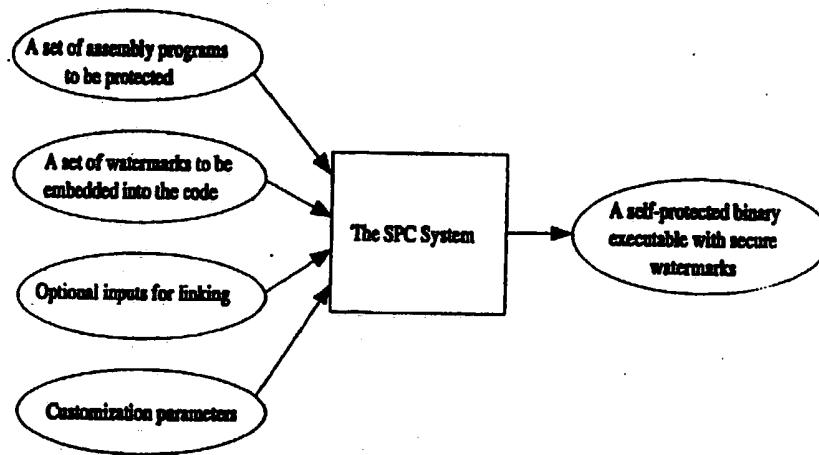 A set of assembly programs
to be protected
A set of watermarks to be
embedded into the code
Optional inputs for linking
Customization parameters
The SPC System
A self-protected binary
executable with secure
watermarks